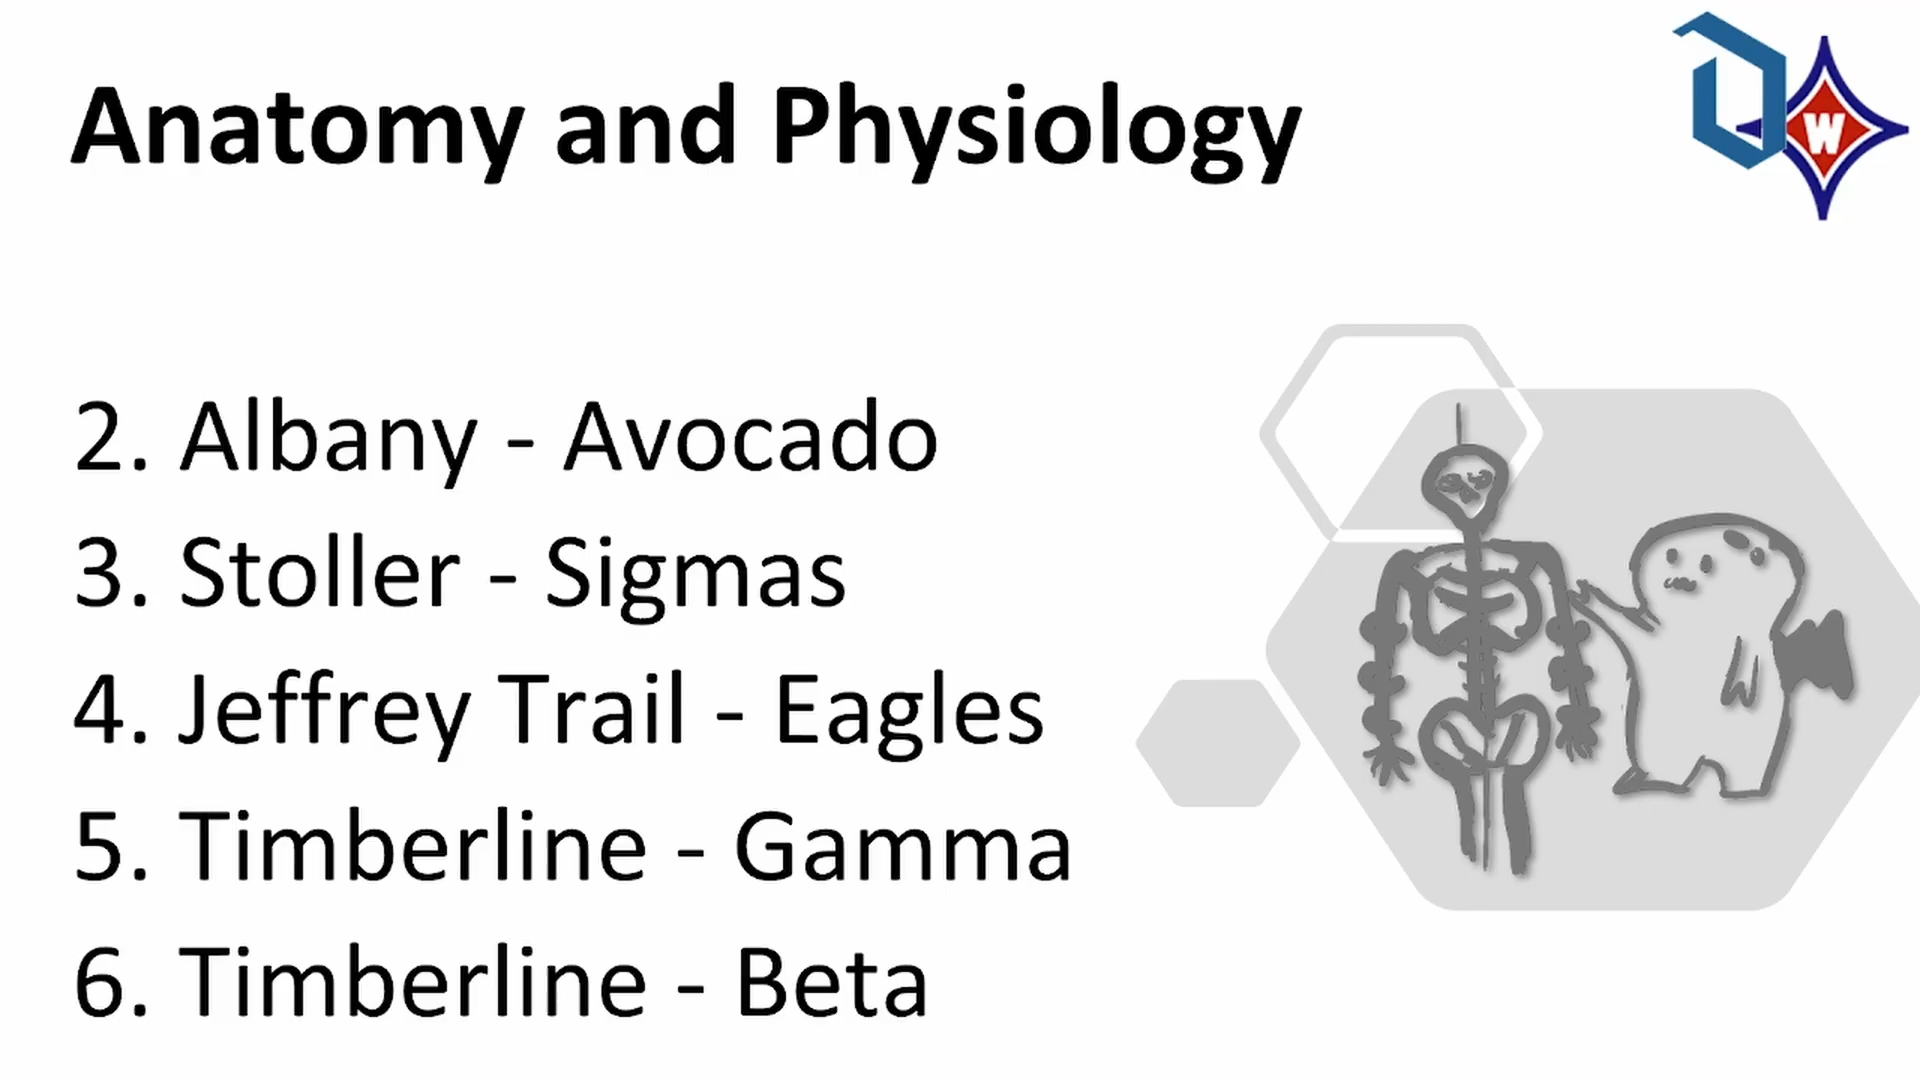 Anatomy and Physiology
W
2. Albany - Avocado
3. Stoller - Sigmas
4. Jeffrey Trail - Eagles
5. Timberline - Gamma
6. Timberline - Beta